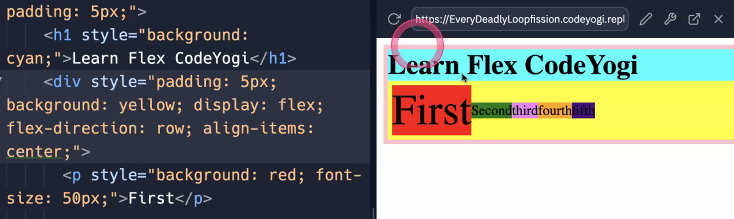 padding: 5px;">
<h1 style="background:
cyan;">Learn Flex CodeYogi</h1>
<div style="padding: 5px;
background: yellow; display: flex;
flex-direction: row; align-items:
center;">
<p style="background: red; font-
size: 50px;">First</p>
https://EveryDeadlyLoopfission.codeyogi.repl
Learn Flex CodeYogi
First Second third fourth fifth